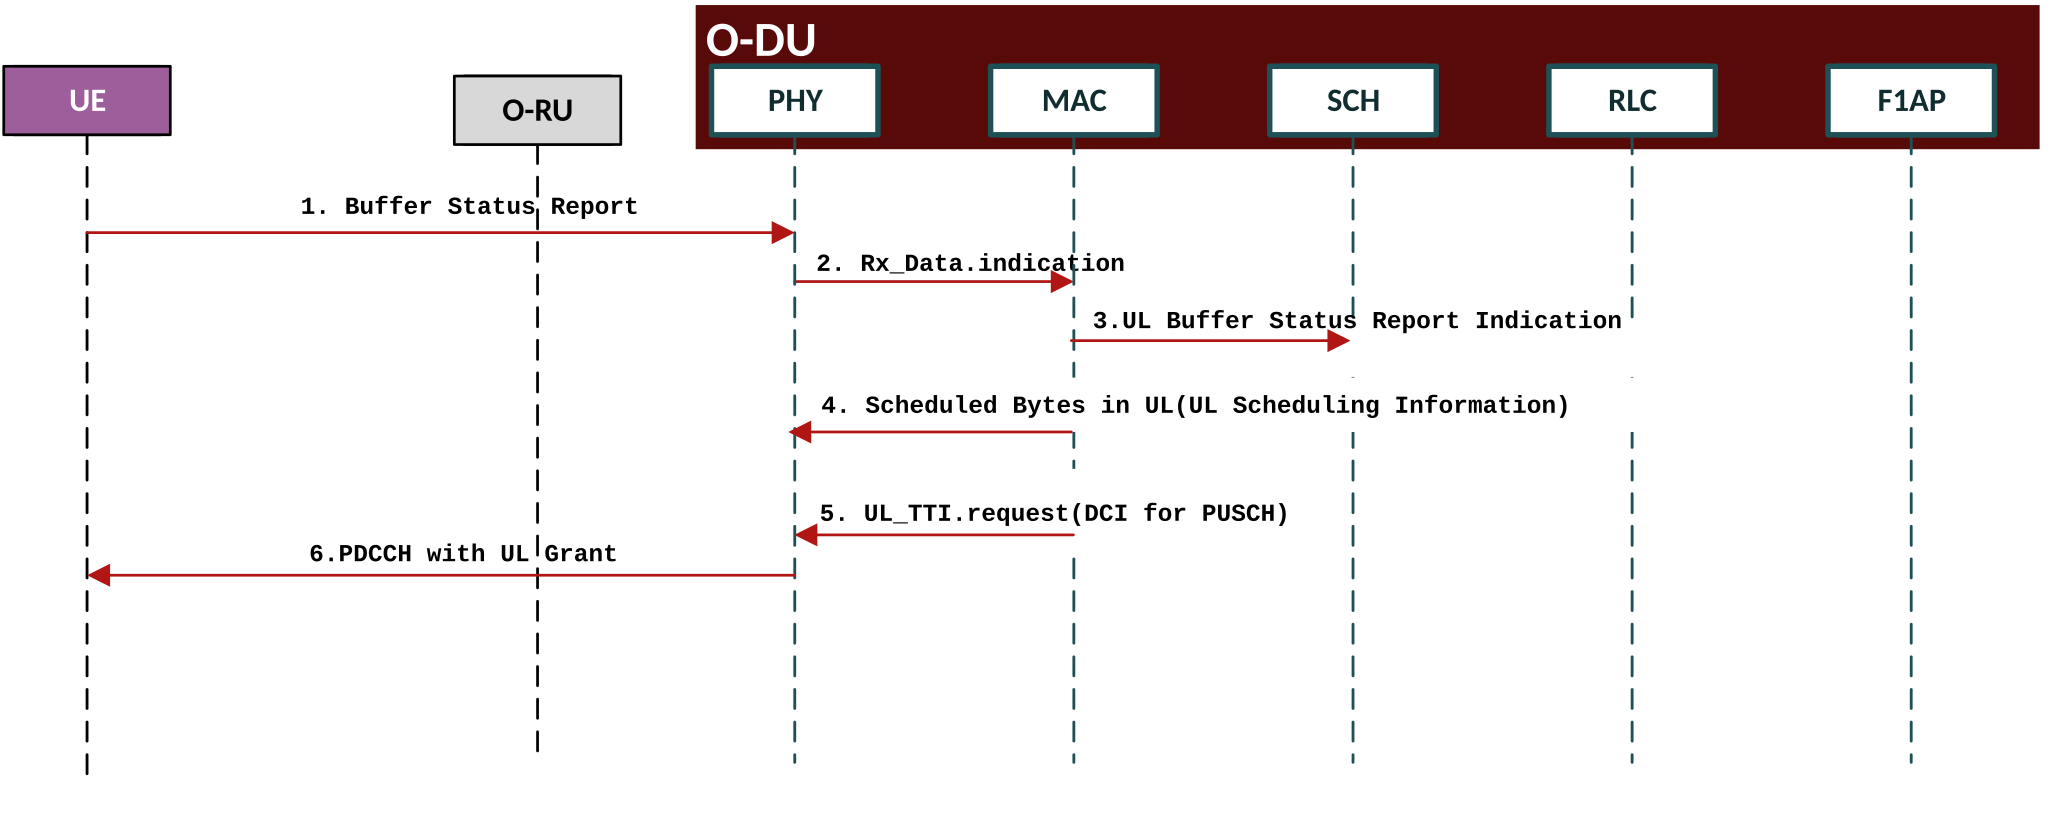 O-DU
UE
O-RU
PHY
MAC
SCH
RLC
F1AP
1. Buffer Status Report
2. Rx_Data.indication
3.UL Buffer Status Report Indication
4. Scheduled Bytes in UL(UL Scheduling Information)
5. UL_TTI.request(DCI for PUSCH)
6.PDCCH with UL Grant